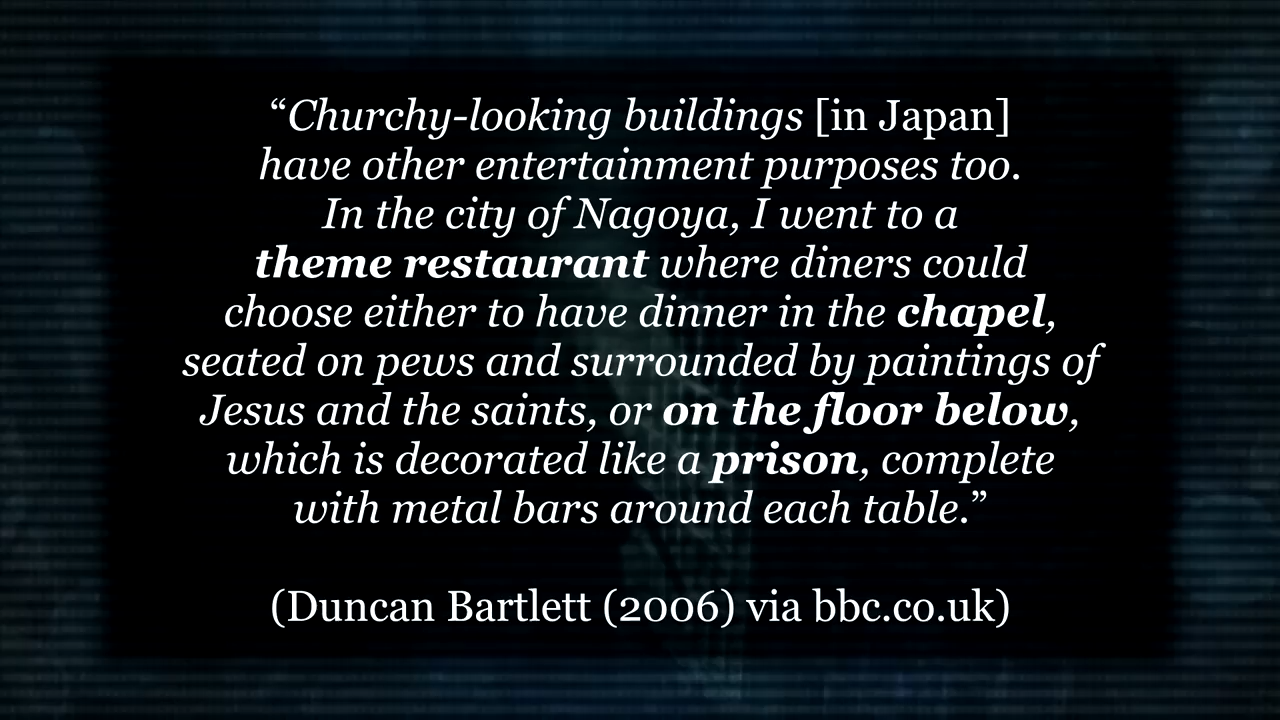 “Churchy-looking buildings [in Japan]
have other entertainment purposes too.
In the city of Nagoya, I went to a
theme restaurant where diners could
choose either to have dinner in the chapel,
seated on pews and surrounded by paintings of
Jesus and the saints, or on the floor below,
which is decorated like a prison, complete
with metal bars around each table.”
(Duncan Bartlett (2006) via bbc.co.uk)